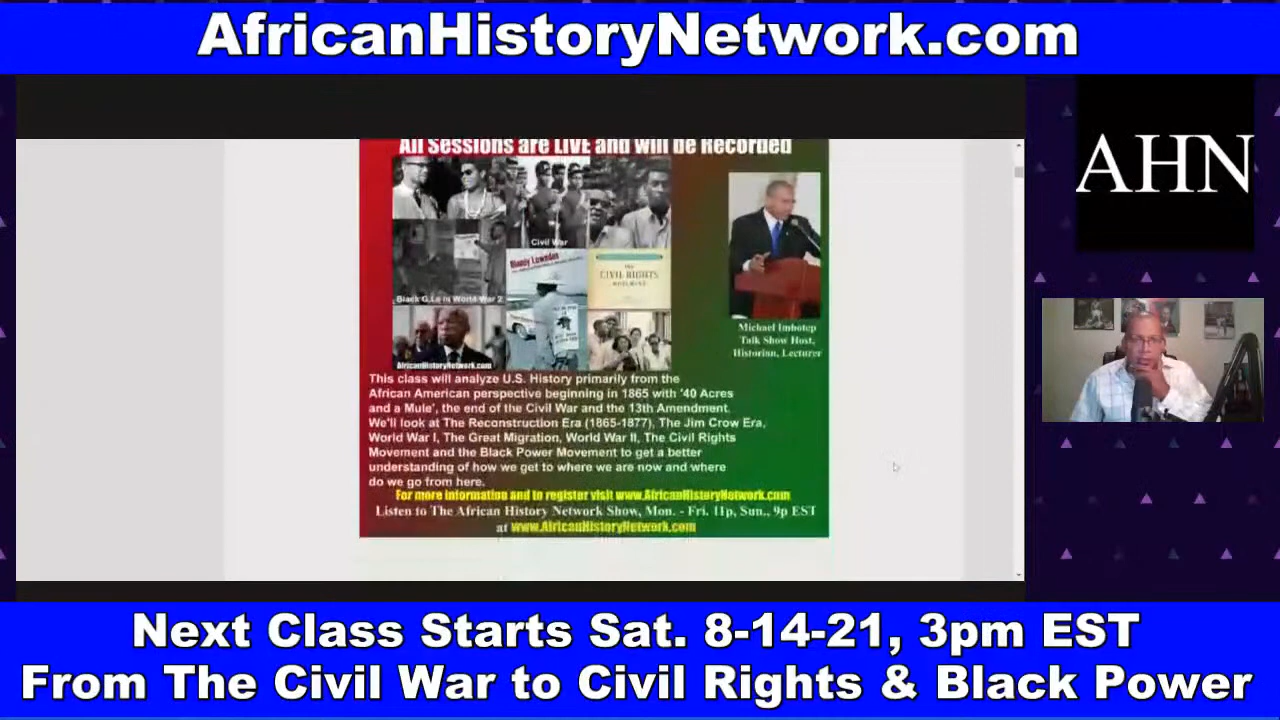 AfricanHistoryNetwork.com
AHN
All Sessions are LIVE and will be Recorded
Civil War
Bloody Lowndes
THE
CIVIL RIGHTS
MOVEMENT
Black G.I.s in World War 2
AfricanHistoryNetwork.com
Michael Imhotep
Talk Show Host,
Historian, Lecturer
This class will analyze U.S. History primarily from the
African American perspective beginning in 1865 with '40 Acres
and a Mule', the end of the Civil War and the 13th Amendment.
We'll look at The Reconstruction Era (1865-1877), The Jim Crow Era,
World War I, The Great Migration, World War II, The Civil Rights
Movement and the Black Power Movement to get a better
understanding of how we get to where we are now and where
do we go from here.
For more information and to register visit www.AfricanHistoryNetwork.com
Listen to The African History Network Show, Mon. - Fri. 11p, Sun., 9p EST
at www.AfricanHistoryNetwork.com
Next Class Starts Sat. 8-14-21, 3pm EST
From The Civil War to Civil Rights & Black Power